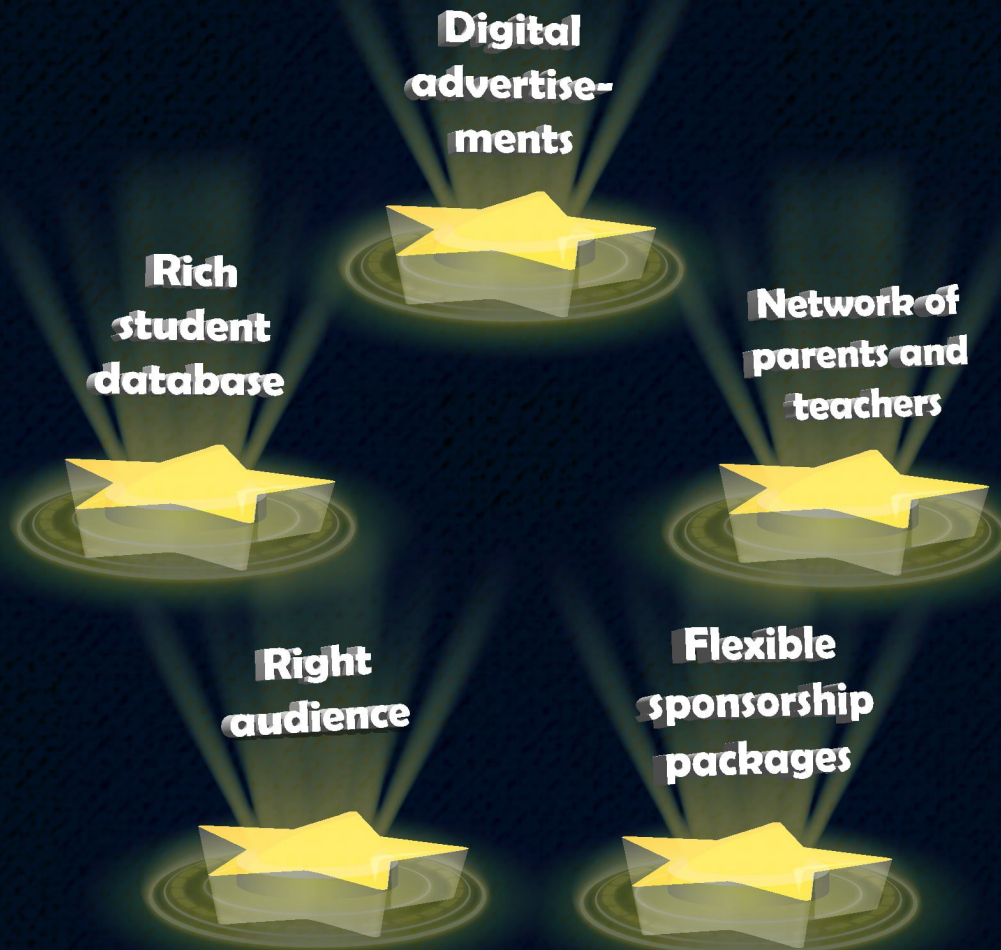 Digital
advertise-
ments
Rich
student
database
Network of
parents and
teachers
Right
audience
Flexible
sponsorship
packages